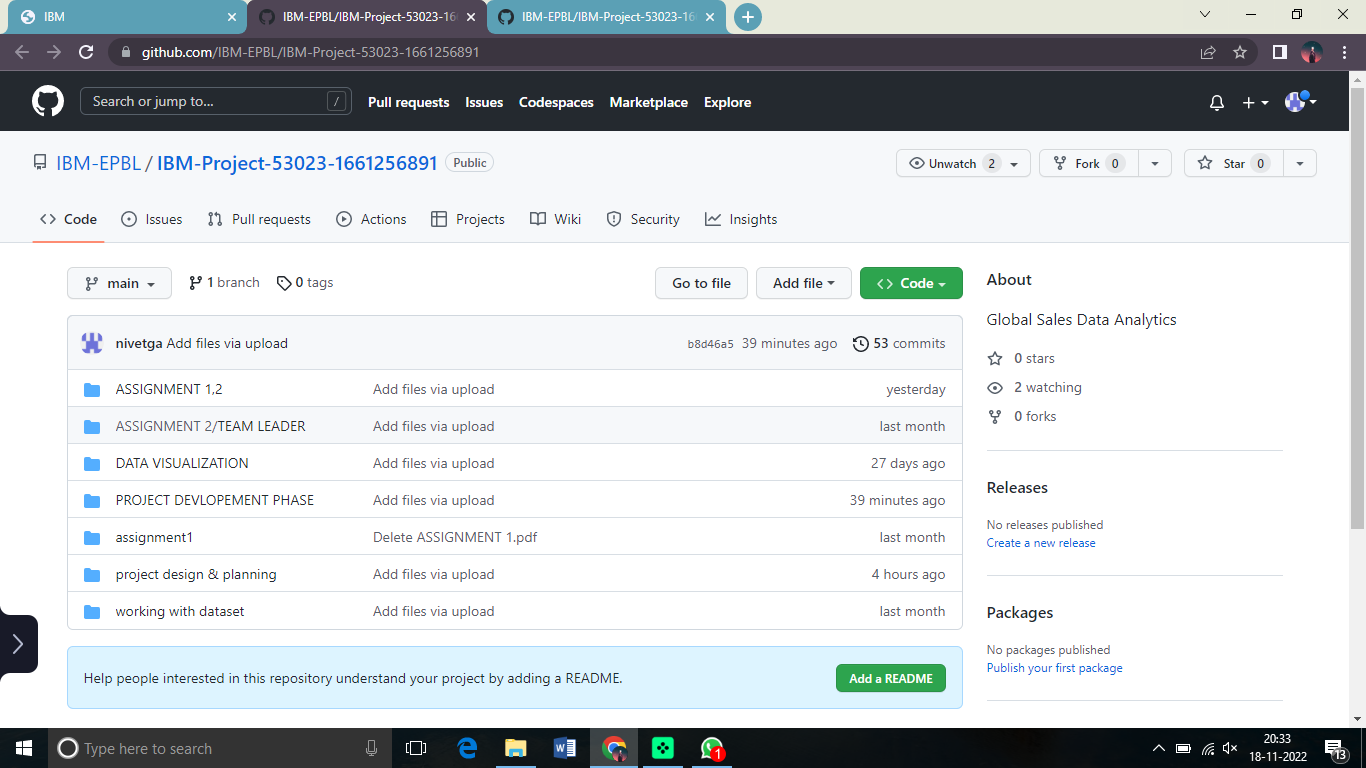 IBM
IBM-EPBL/IBM-Project-53023-16
IBM-EPBL/IBM-Project-53023-16
github.com/IBM-EPBL/IBM-Project-53023-1661256891
Search or jump to... /
Pull requests Issues Codespaces Marketplace Explore
IBM-EPBL / IBM-Project-53023-1661256891 Public
Unwatch 2 Fork 0 Star 0
Code Issues Pull requests Actions Projects Wiki Security Insights
main 1 branch 0 tags Go to file Add file Code
nivetga Add files via upload b8d46a5 39 minutes ago 53 commits
ASSIGNMENT 1,2 Add files via upload yesterday
ASSIGNMENT 2/TEAM LEADER Add files via upload last month
DATA VISUALIZATION Add files via upload 27 days ago
PROJECT DEVLOPEMENT PHASE Add files via upload 39 minutes ago
assignment1 Delete ASSIGNMENT 1.pdf last month
project design & planning Add files via upload 4 hours ago
working with dataset Add files via upload last month
Help people interested in this repository understand your project by adding a README. Add a README
About
Global Sales Data Analytics
0 stars
2 watching
0 forks
Releases
No releases published
Create a new release
Packages
No packages published
Publish your first package
Type here to search
1
20:33
18-11-2022
13